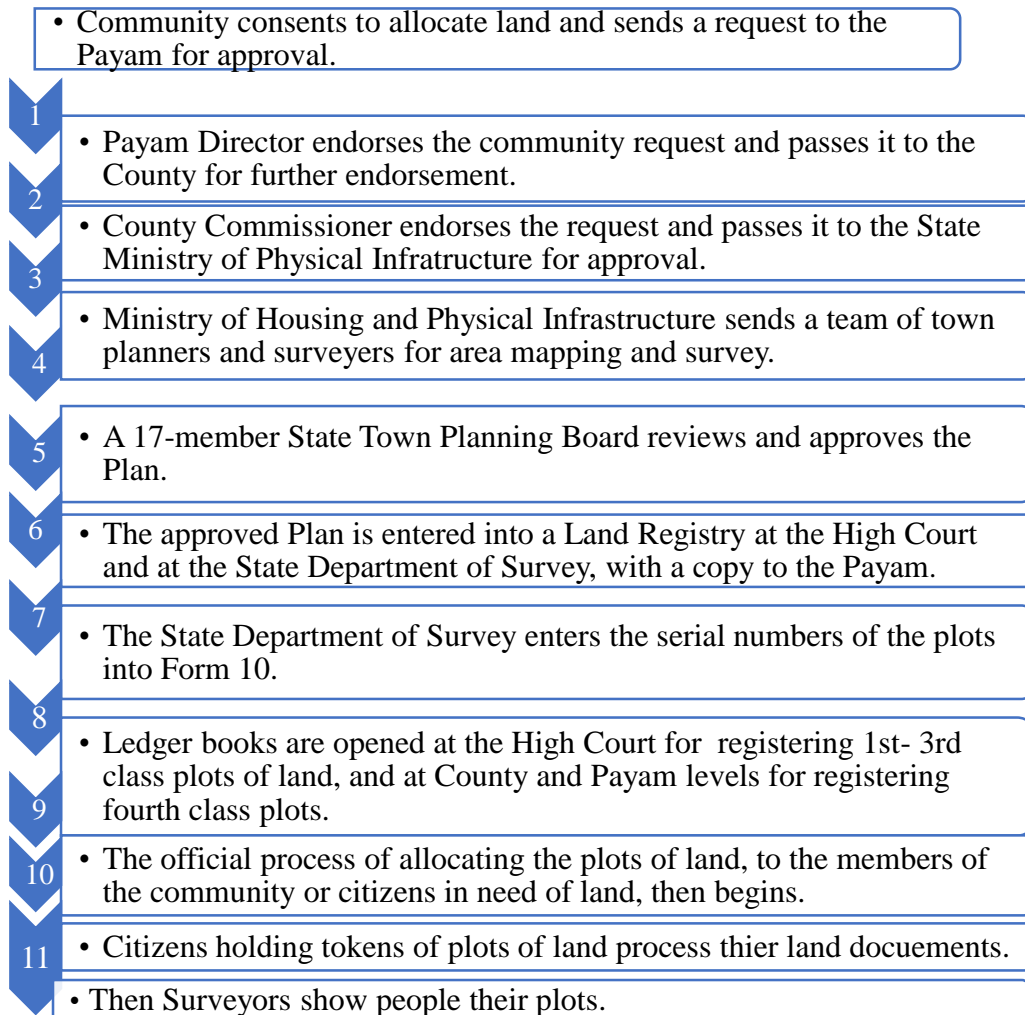 • Community consents to allocate land and sends a request to the
Payam for approval.
1
• Payam Director endorses the community request and passes it to the
County for further endorsement.
2
• County Commissioner endorses the request and passes it to the State
Ministry of Physical Infratructure for approval.
3
• Ministry of Housing and Physical Infrastructure sends a team of town
planners and surveyers for area mapping and survey.
4
• A 17-member State Town Planning Board reviews and approves the
Plan.
5
6
• The approved Plan is entered into a Land Registry at the High Court
and at the State Department of Survey, with a copy to the Payam.
7
• The State Department of Survey enters the serial numbers of the plots
into Form 10.
8
• Ledger books are opened at the High Court for registering 1st- 3rd
class plots of land, and at County and Payam levels for registering
fourth class plots.
9
• The official process of allocating the plots of land, to the members of
the community or citizens in need of land, then begins.
10
• Citizens holding tokens of plots of land process thier land docuements.
11
• Then Surveyors show people their plots.